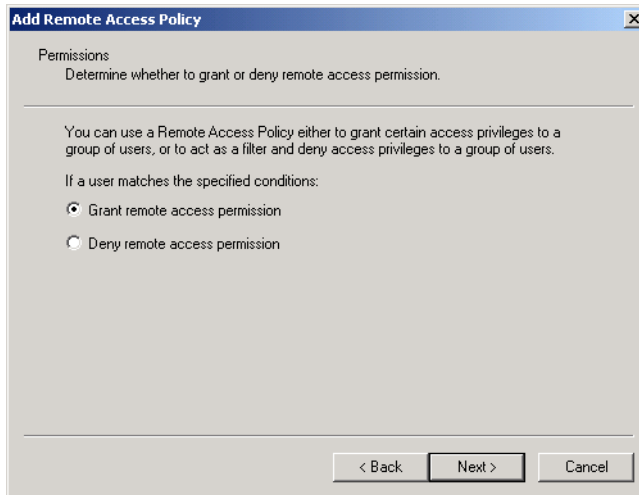 Add Remote Access Policy
Permissions
Determine whether to grant or deny remote access permission.
You can use a Remote Access Policy either to grant certain access privileges to a
group of users, or to act as a filter and deny access privileges to a group of users.
If a user matches the specified conditions:
Grant remote access permission
Deny remote access permission
< Back Next > Cancel